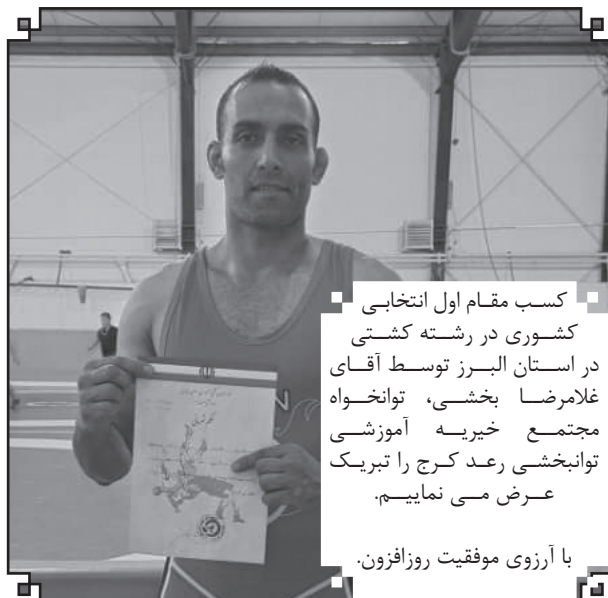 کسب مقام اول انتخابی
کشوری در رشته کشتی
در استان البرز توسط آقای
غلامرضا بخشی، توانخواه
مجتمع خیریه آموزشی
توانبخشی رعد کرج را تبریک
عرض می نماییم.
با آرزوی موفقیت روزافزون.